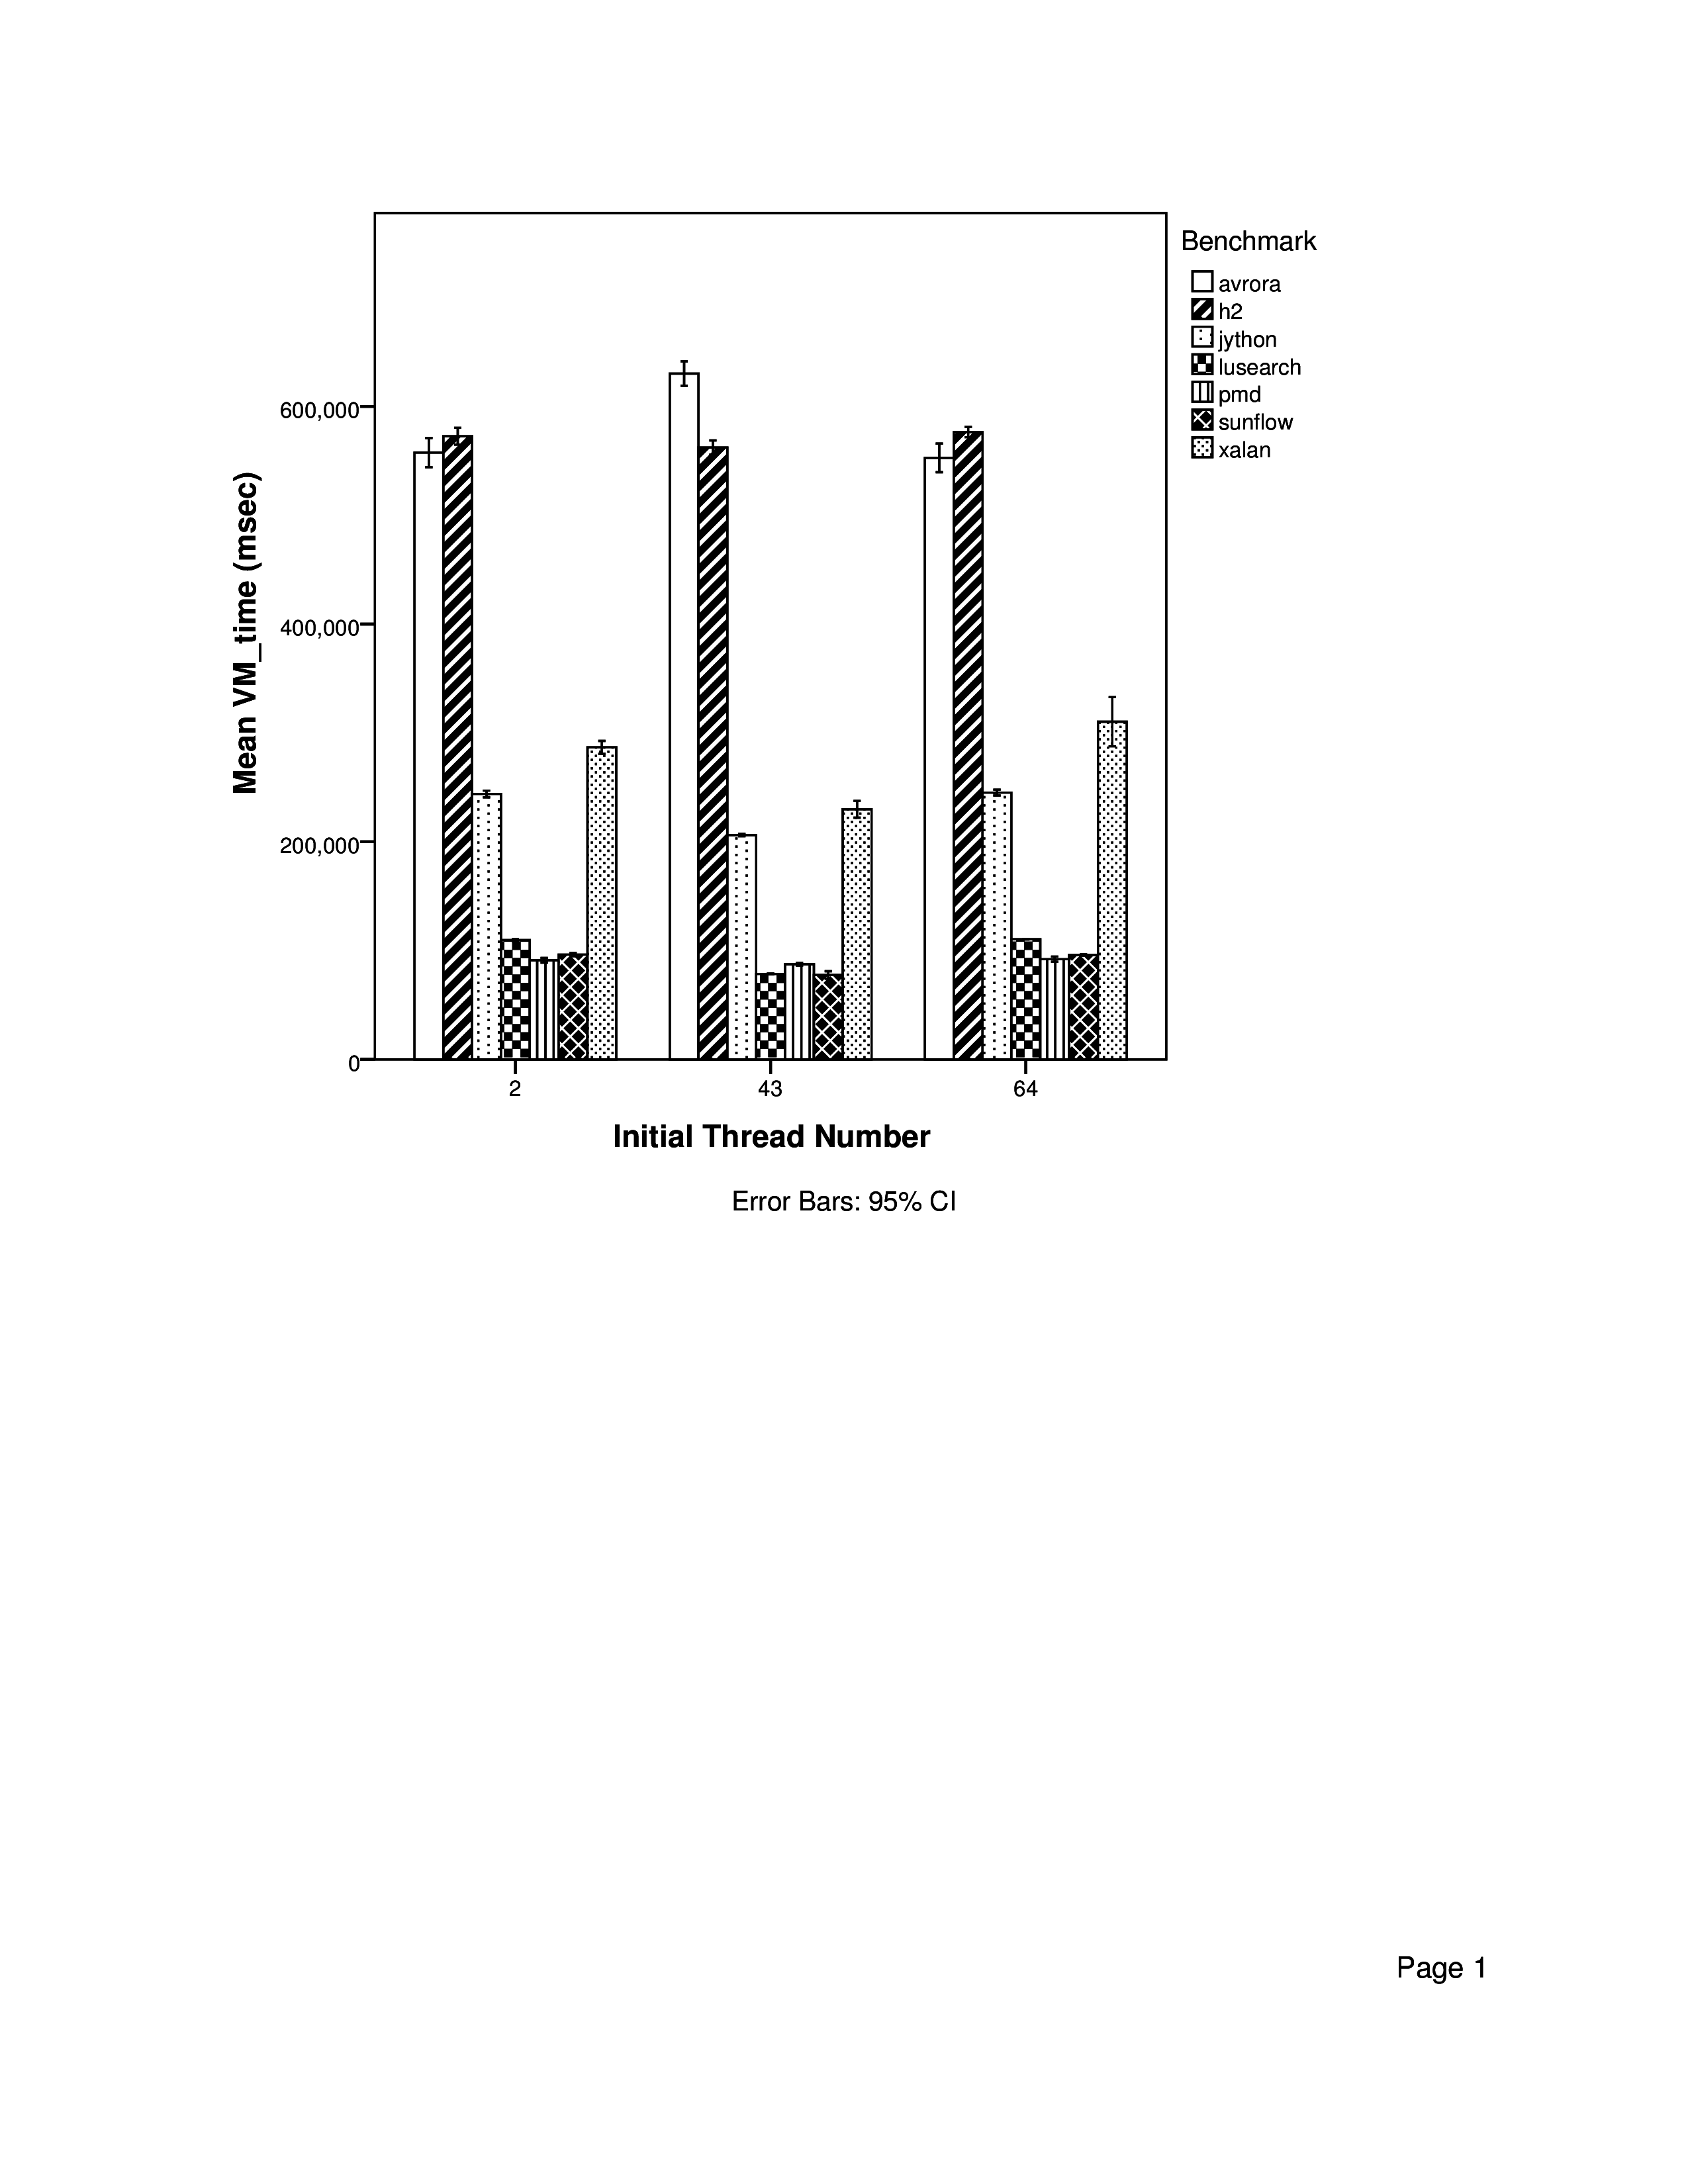 Benchmark
avrora
h2
jython
lusearch
pmd
sunflow
xalan
Mean VM_time (msec)
600,000
400,000
200,000
0
2
43
64
Initial Thread Number
Error Bars: 95% CI
Page 1